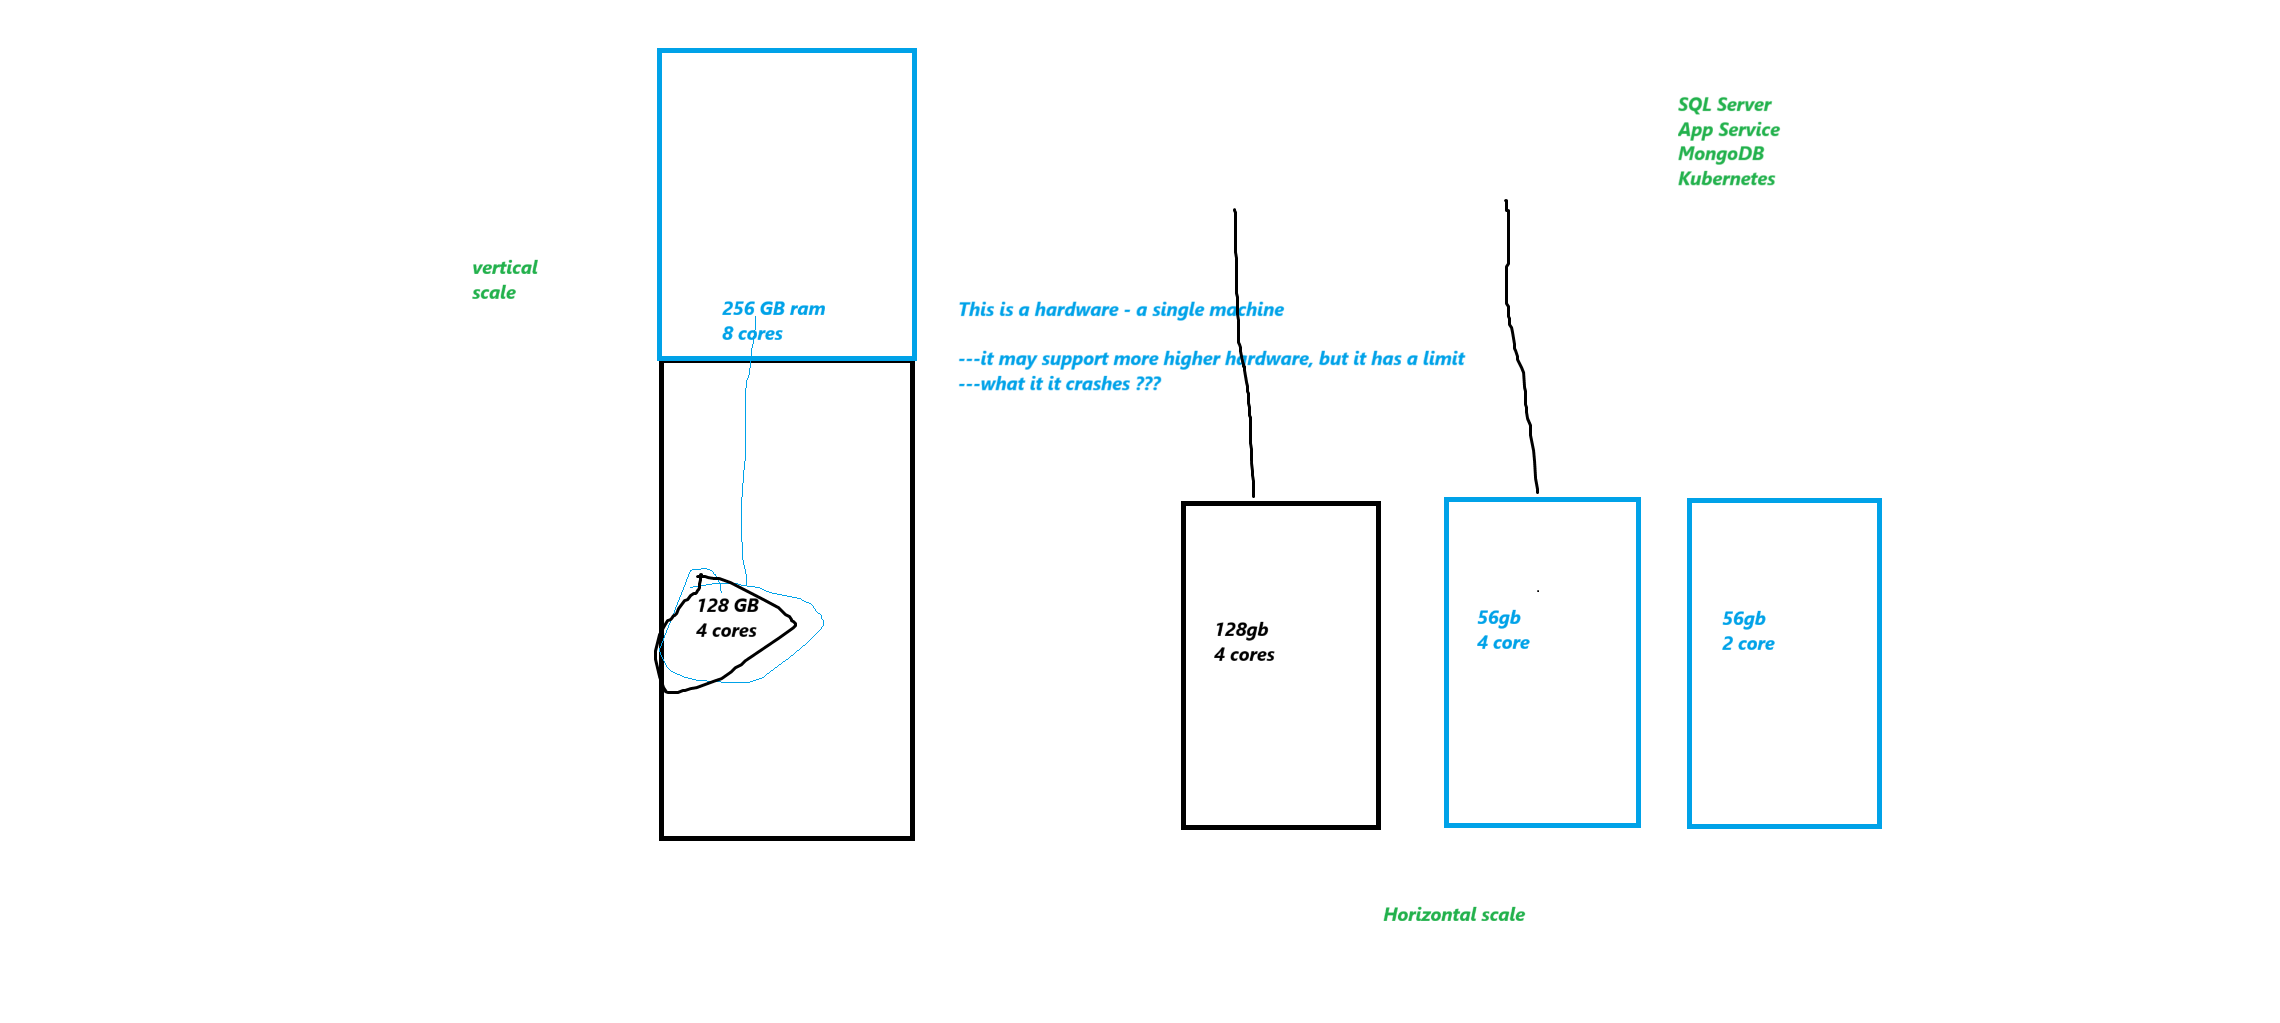 SQL Server
App Service
MongoDB
Kubernetes
vertical
scale
256 GB ram
8 cores
This is a hardware - a single machine
---it may support more higher hardware, but it has a limit
---what it it crashes ???
128 GB
4 cores
128gb
4 cores
56gb
4 core
56gb
2 core
Horizontal scale